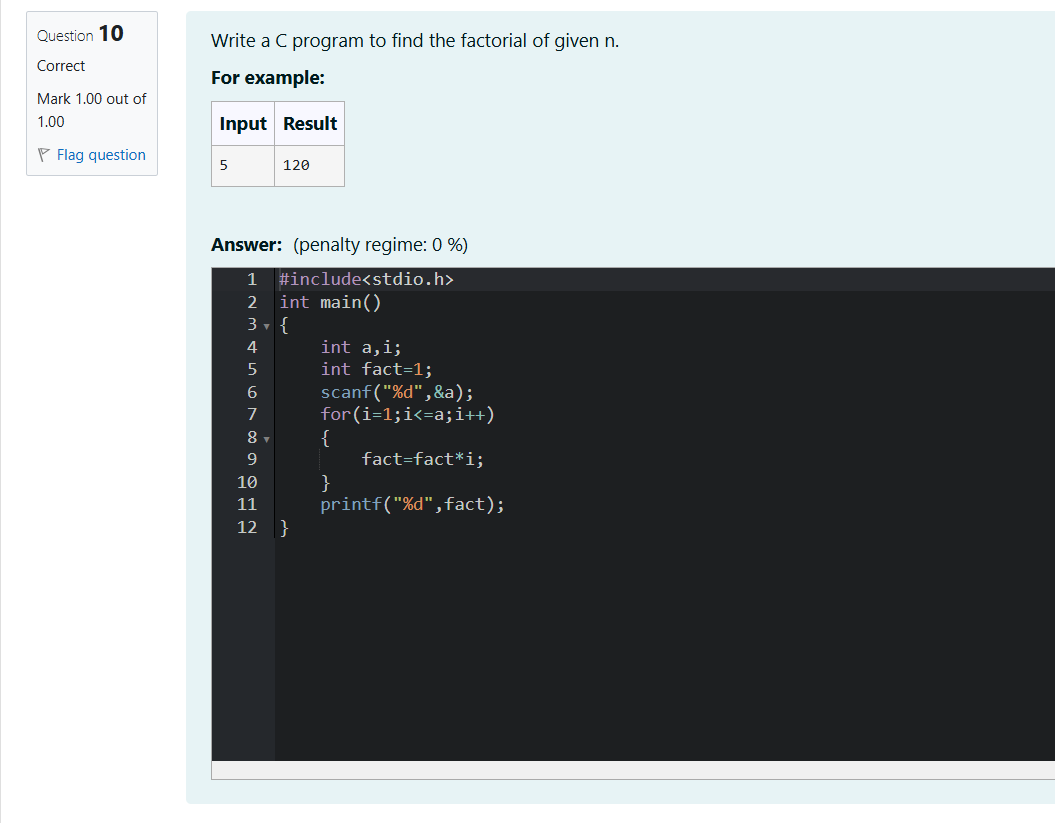 Question 10
Correct
Mark 1.00 out of
1.00
Flag question
Write a C program to find the factorial of given n.
For example:
Input Result
5 120
Answer: (penalty regime: 0 %)
1 #include<stdio.h>
2 int main()
3 {
4     int a,i;
5     int fact=1;
6     scanf("%d",&a);
7     for(i=1;i<=a;i++)
8     {
9         fact=fact*i;
10     }
11     printf("%d",fact);
12 }